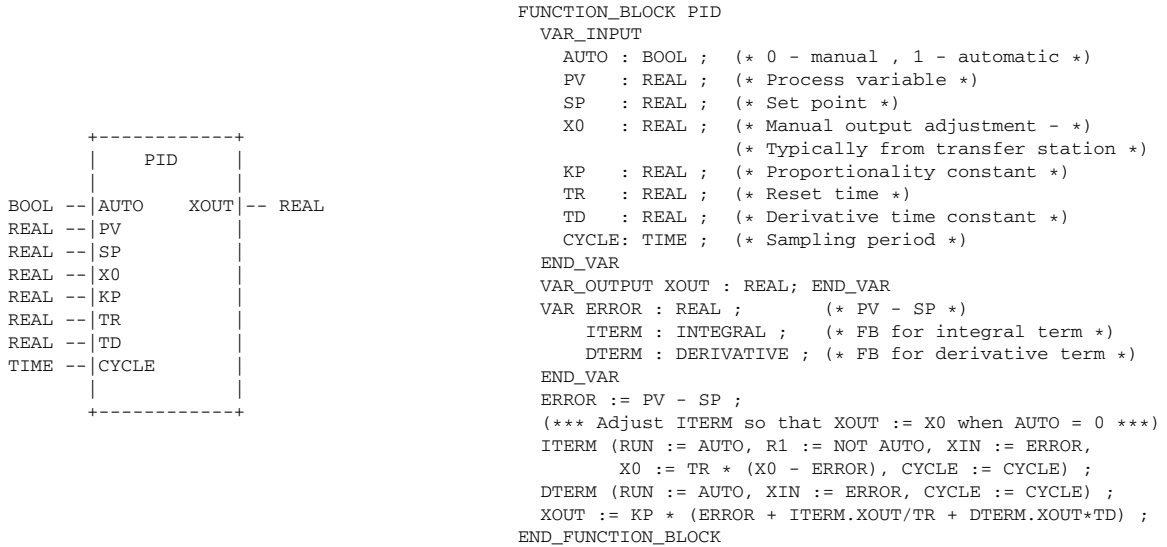 +------------+
|    PID     |
|            |
BOOL --|AUTO    XOUT|-- REAL
REAL --|PV          |
REAL --|SP          |
REAL --|X0          |
REAL --|KP          |
REAL --|TR          |
REAL --|TD          |
TIME --|CYCLE       |
|            |
+------------+
FUNCTION_BLOCK PID
VAR_INPUT
AUTO : BOOL ; (* 0 - manual , 1 - automatic *)
PV : REAL ; (* Process variable *)
SP : REAL ; (* Set point *)
X0 : REAL ; (* Manual output adjustment - *)
(* Typically from transfer station *)
KP : REAL ; (* Proportionality constant *)
TR : REAL ; (* Reset time *)
TD : REAL ; (* Derivative time constant *)
CYCLE: TIME ; (* Sampling period *)
END_VAR
VAR_OUTPUT XOUT : REAL; END_VAR
VAR ERROR : REAL ; (* PV - SP *)
ITERM : INTEGRAL ; (* FB for integral term *)
DTERM : DERIVATIVE ; (* FB for derivative term *)
END_VAR
ERROR := PV - SP ;
(*** Adjust ITERM so that XOUT := X0 when AUTO = 0 ***)
ITERM (RUN := AUTO, R1 := NOT AUTO, XIN := ERROR,
X0 := TR * (X0 - ERROR), CYCLE := CYCLE) ;
DTERM (RUN := AUTO, XIN := ERROR, CYCLE := CYCLE) ;
XOUT := KP * (ERROR + ITERM.XOUT/TR + DTERM.XOUT*TD) ;
END_FUNCTION_BLOCK